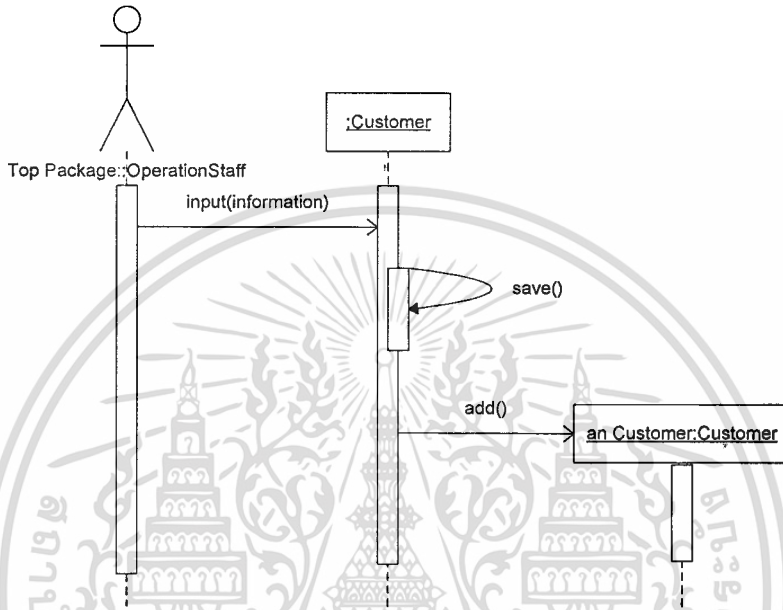 :Customer
Top Package::OperationStaff
input(information)
save()
add()
an Customer:Customer